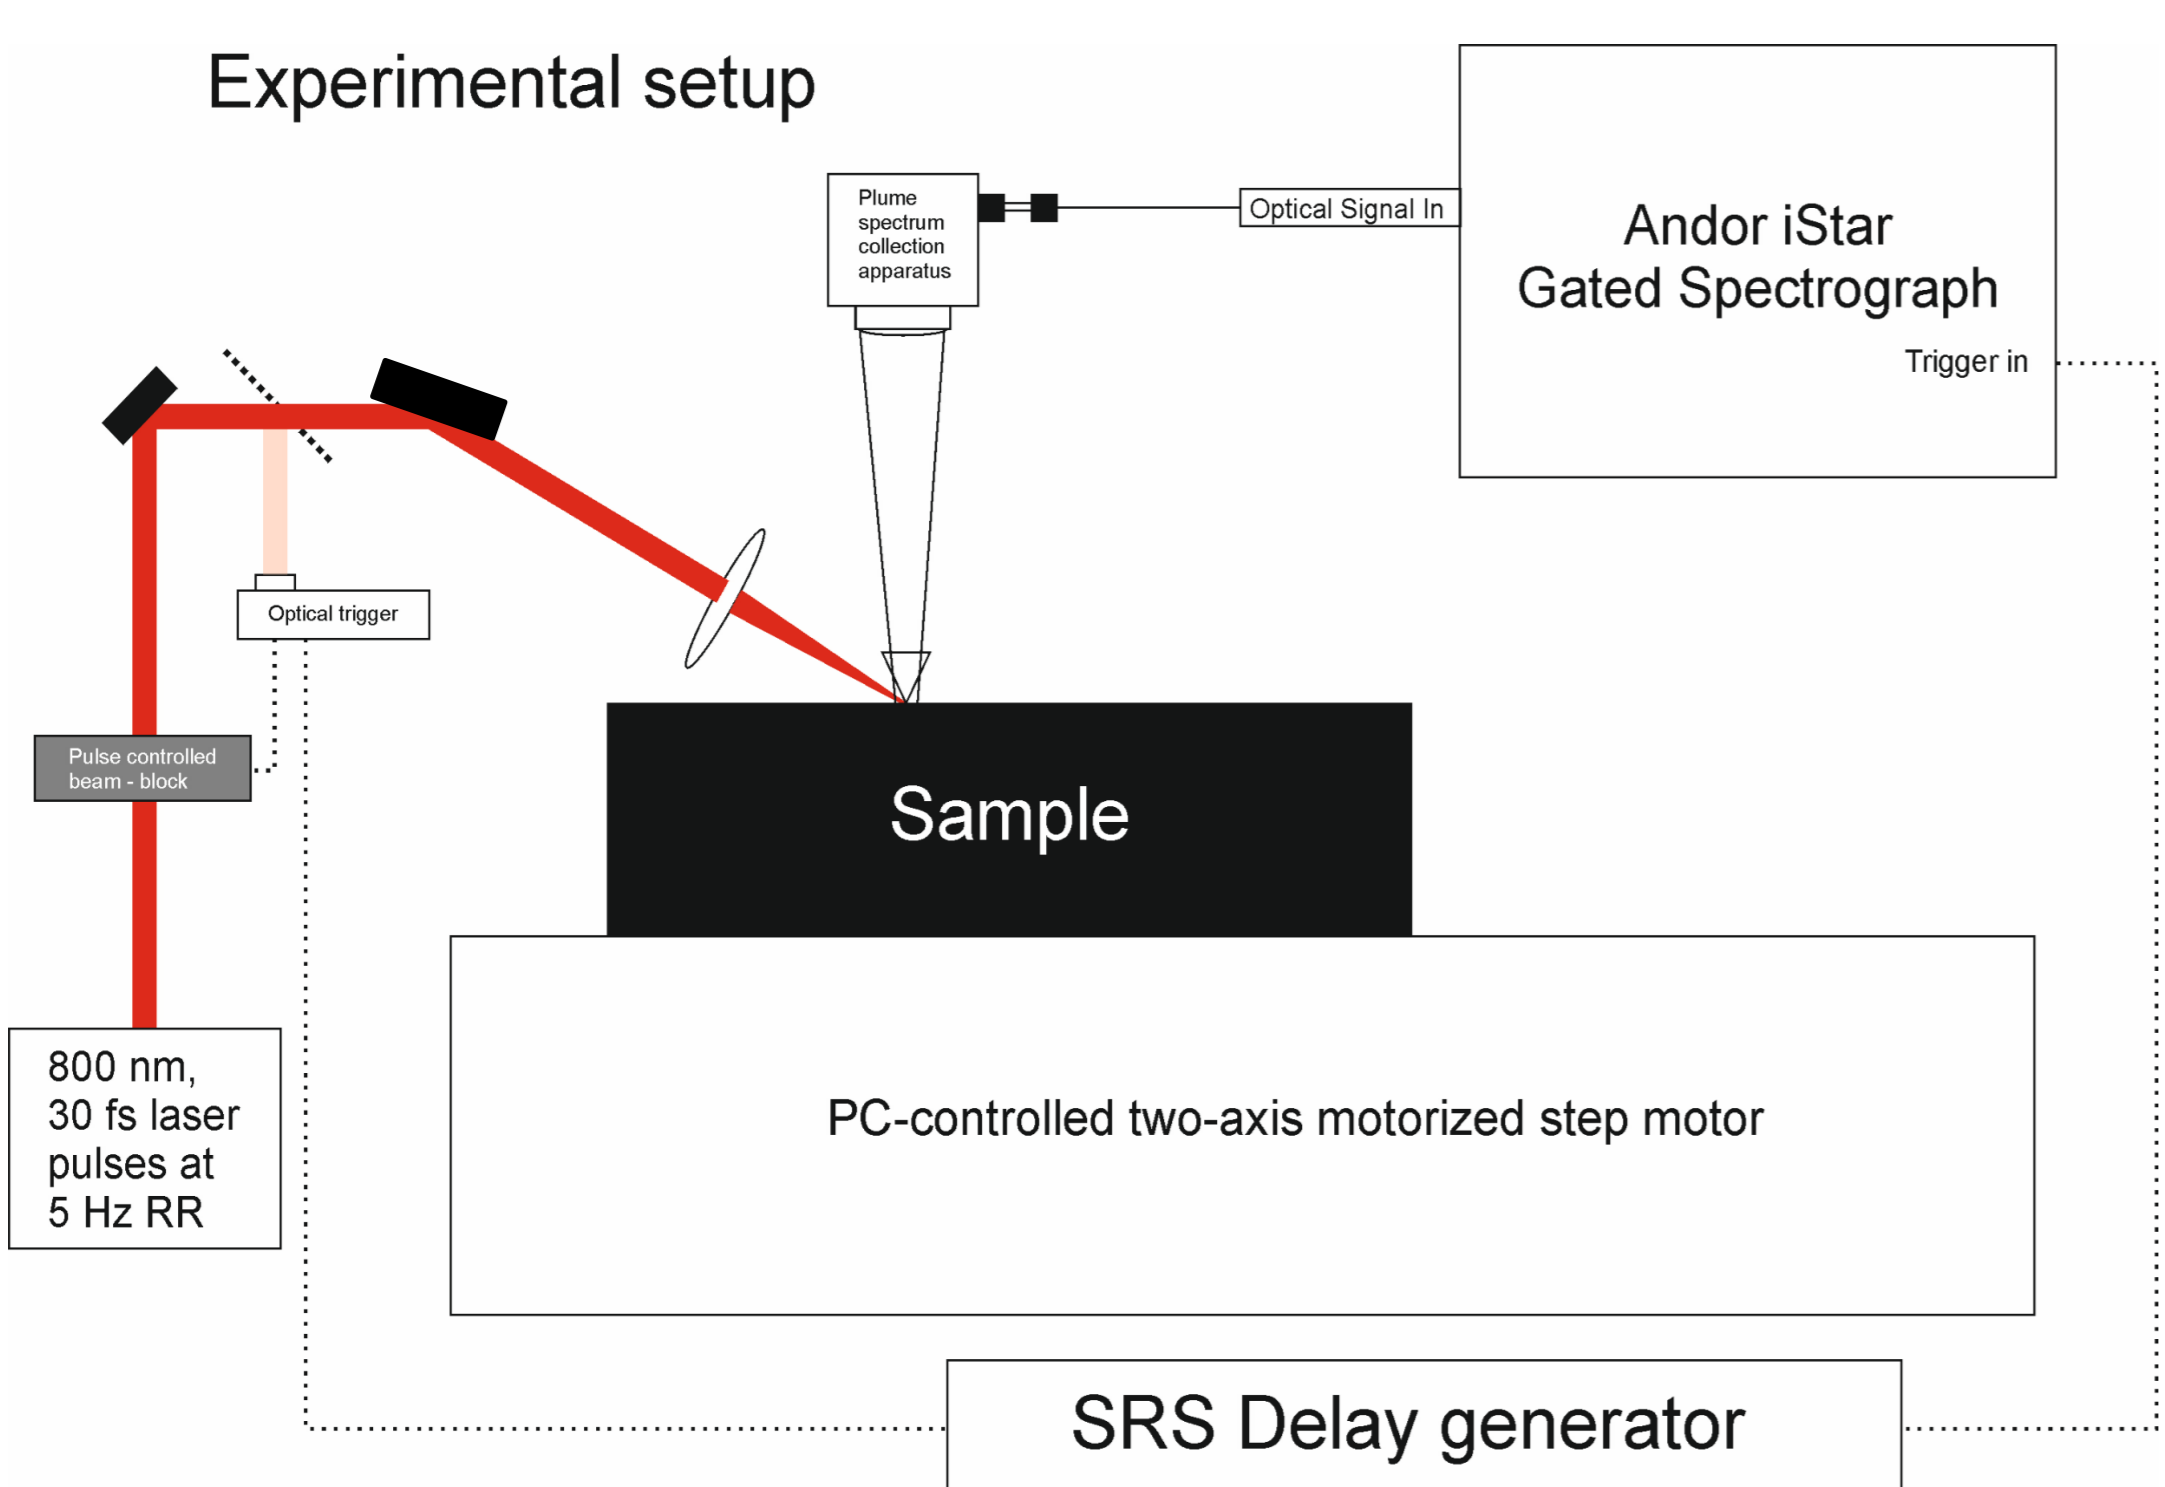 Experimental setup
Plume
spectrum
collection
apparatus
Optical Signal In
Andor iStar
Gated Spectrograph
Trigger in
Optical trigger
Pulse controlled
beam - block
Sample
800 nm,
30 fs laser
pulses at
5 Hz RR
PC-controlled two-axis motorized step motor
SRS Delay generator